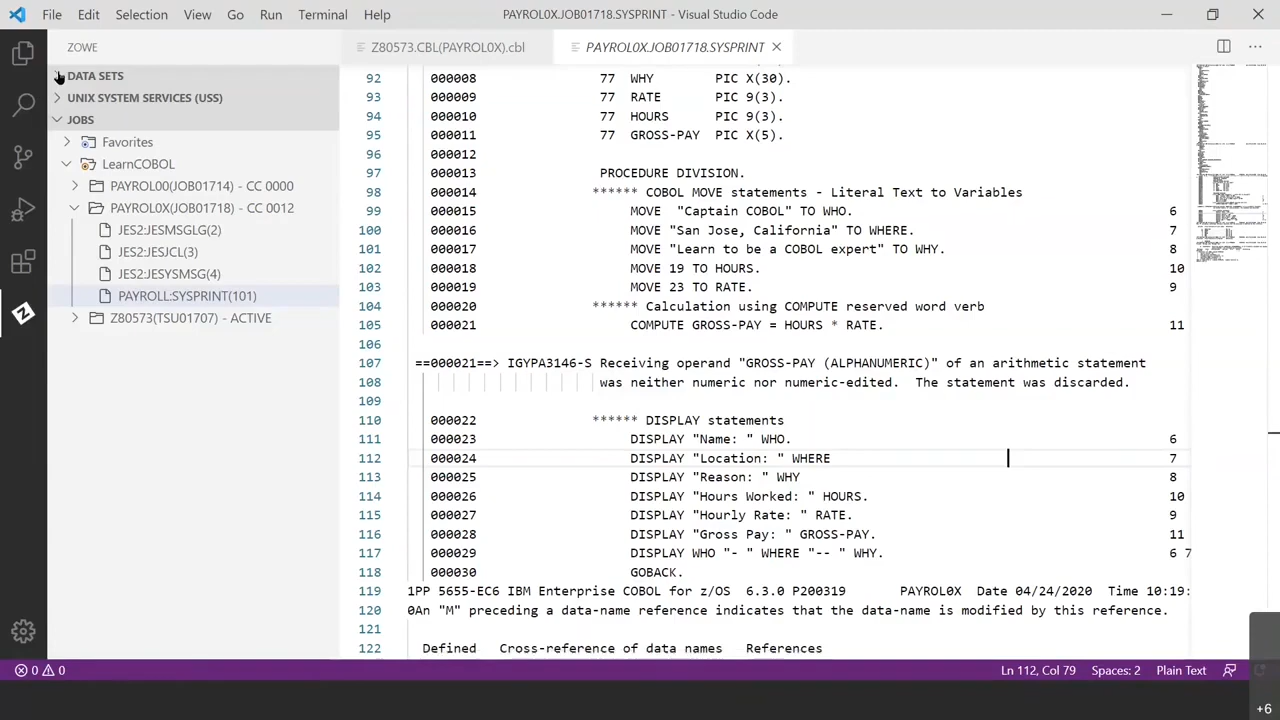 File Edit Selection View Go Run Terminal Help PAYROL0X.JOB01718.SYSPRINT - Visual Studio Code
ZOWE
Z80573.CBL(PAYROL0X).cbl PAYROL0X.JOB01718.SYSPRINT
DATA SETS
UNIX SYSTEM SERVICES (USS)
JOBS
Favorites
LearnCOBOL
PAYROL00(JOB01714) - CC 0000
PAYROL0X(JOB01718) - CC 0012
JES2:JESMSGLG(2)
JES2:JESJCL(3)
JES2:JESYSMSG(4)
PAYROLL:SYSPRINT(101)
Z80573(TSU01707) - ACTIVE
92 000008 77 WHY PIC X(30).
93 000009 77 RATE PIC 9(3).
94 000010 77 HOURS PIC 9(3).
95 000011 77 GROSS-PAY PIC X(5).
96 000012
97 000013 PROCEDURE DIVISION.
98 000014 ****** COBOL MOVE statements - Literal Text to Variables
99 000015 MOVE "Captain COBOL" TO WHO. 6
100 000016 MOVE "San Jose, California" TO WHERE. 7
101 000017 MOVE "Learn to be a COBOL expert" TO WHY. 8
102 000018 MOVE 19 TO HOURS. 10
103 000019 MOVE 23 TO RATE. 9
104 000020 ****** Calculation using COMPUTE reserved word verb
105 000021 COMPUTE GROSS-PAY = HOURS * RATE. 11
106
107 ==000021==> IGYPA3146-S Receiving operand "GROSS-PAY (ALPHANUMERIC)" of an arithmetic statement
108 was neither numeric nor numeric-edited. The statement was discarded.
109
110 000022 ****** DISPLAY statements
111 000023 DISPLAY "Name: " WHO. 6
112 000024 DISPLAY "Location: " WHERE 7
113 000025 DISPLAY "Reason: " WHY 8
114 000026 DISPLAY "Hours Worked: " HOURS. 10
115 000027 DISPLAY "Hourly Rate: " RATE. 9
116 000028 DISPLAY "Gross Pay: " GROSS-PAY. 11
117 000029 DISPLAY WHO "- " WHERE "-- " WHY. 6 7
118 000030 GOBACK.
119 1PP 5655-EC6 IBM Enterprise COBOL for z/OS 6.3.0 P200319 PAYROL0X Date 04/24/2020 Time 10:19:
120 0An "M" preceding a data-name reference indicates that the data-name is modified by this reference.
121
122 Defined Cross-reference of data names References
0 0 Ln 112, Col 79 Spaces: 2 Plain Text
+6